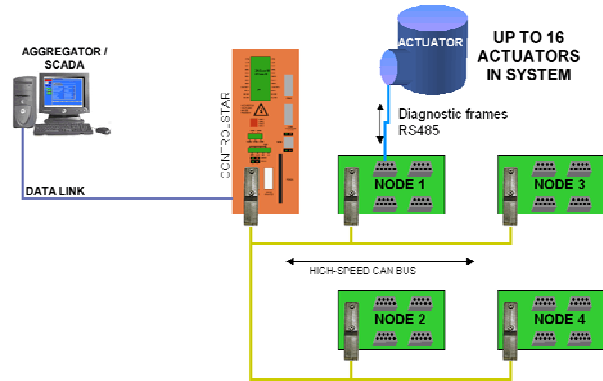 AGGREGATOR /
SCADA
DATA LINK
CONTROLSTAR
ACTUATOR
UP TO 16
ACTUATORS
IN SYSTEM
Diagnostic frames
RS485
NODE 1
NODE 3
HIGH-SPEED CAN BUS
NODE 2
NODE 4